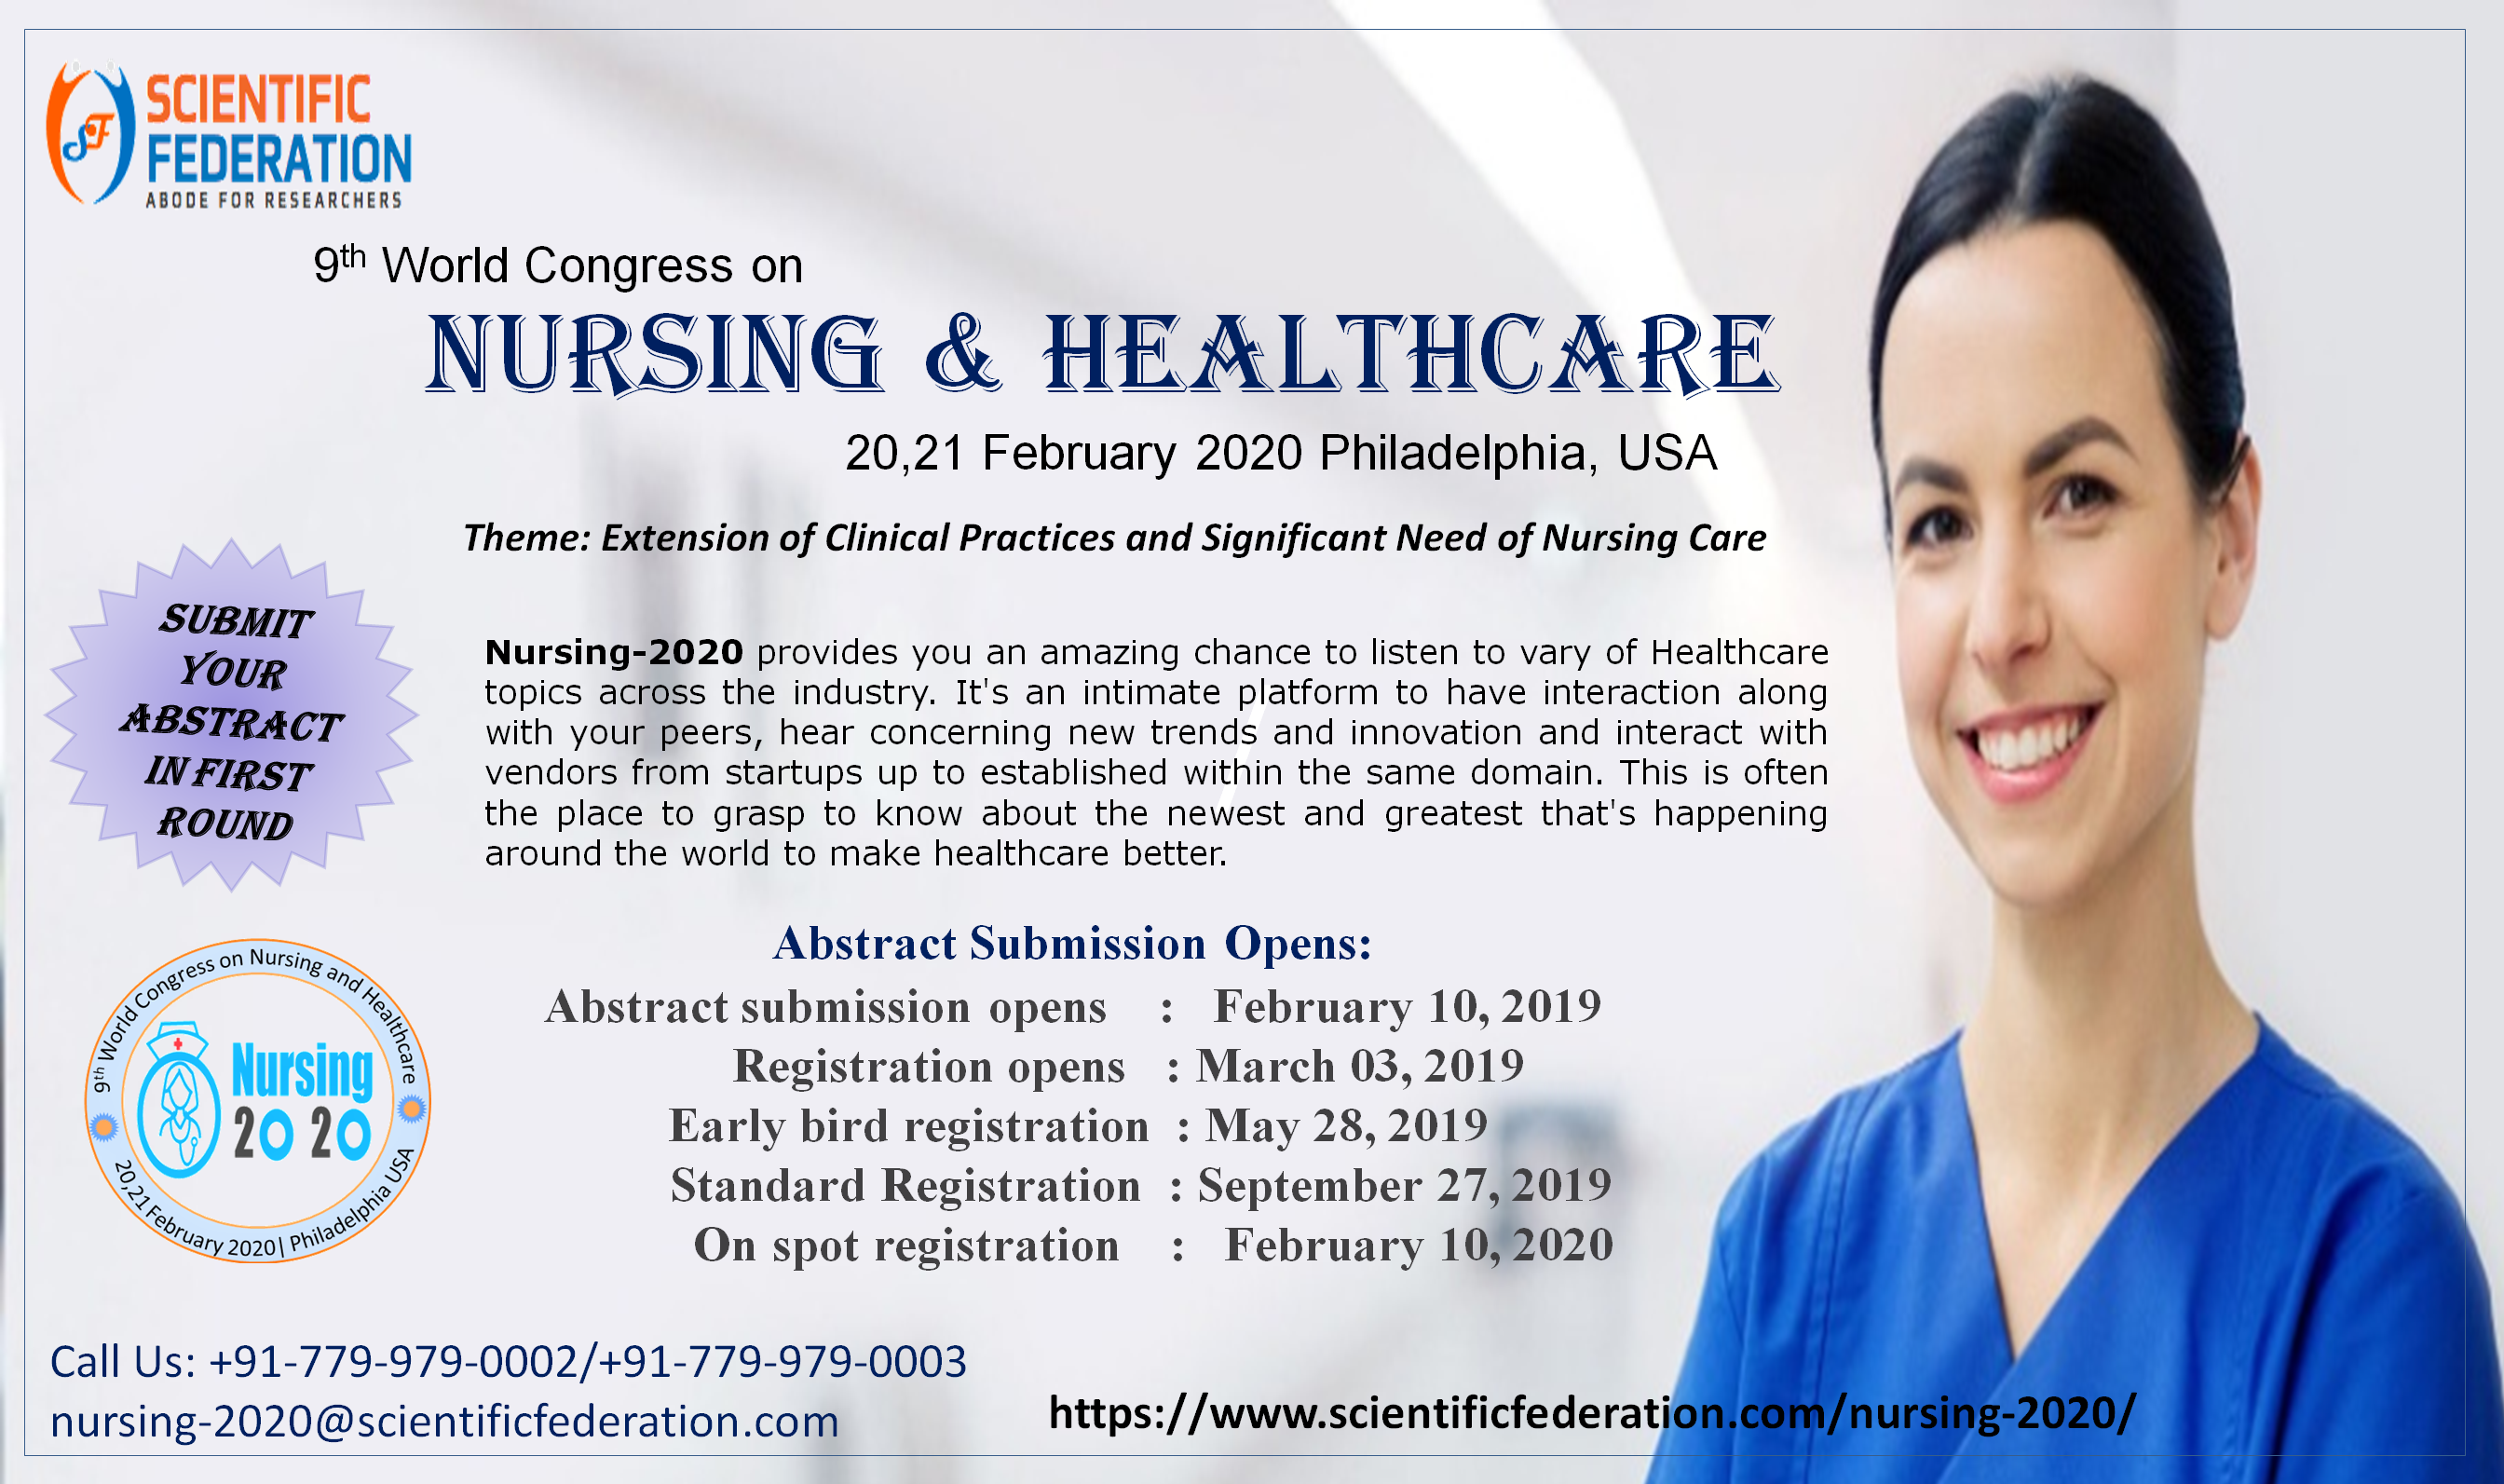 SCIENTIFIC
FEDERATION
ABODE FOR RESEARCHERS
9th World Congress on
NURSING & HEALTHCARE
20,21 February 2020 Philadelphia, USA
Theme: Extension of Clinical Practices and Significant Need of Nursing Care
SUBMIT
YOUR
ABSTRACT
IN FIRST
ROUND
Nursing-2020 provides you an amazing chance to listen to vary of Healthcare
topics across the industry. It's an intimate platform to have interaction along
with your peers, hear concerning new trends and innovation and interact with
vendors from startups up to established within the same domain. This is often
the place to grasp to know about the newest and greatest that's happening
around the world to make healthcare better.
Abstract Submission Opens:
Abstract submission opens : February 10, 2019
Registration opens : March 03, 2019
Early bird registration : May 28, 2019
Standard Registration : September 27, 2019
On spot registration : February 10, 2020
9th World Congress on Nursing and Healthcare
Nursing
2020
20,21 February 2020| Philadelphia USA
Call Us: +91-779-979-0002/+91-779-979-0003
nursing-2020@scientificfederation.com
https://www.scientificfederation.com/nursing-2020/